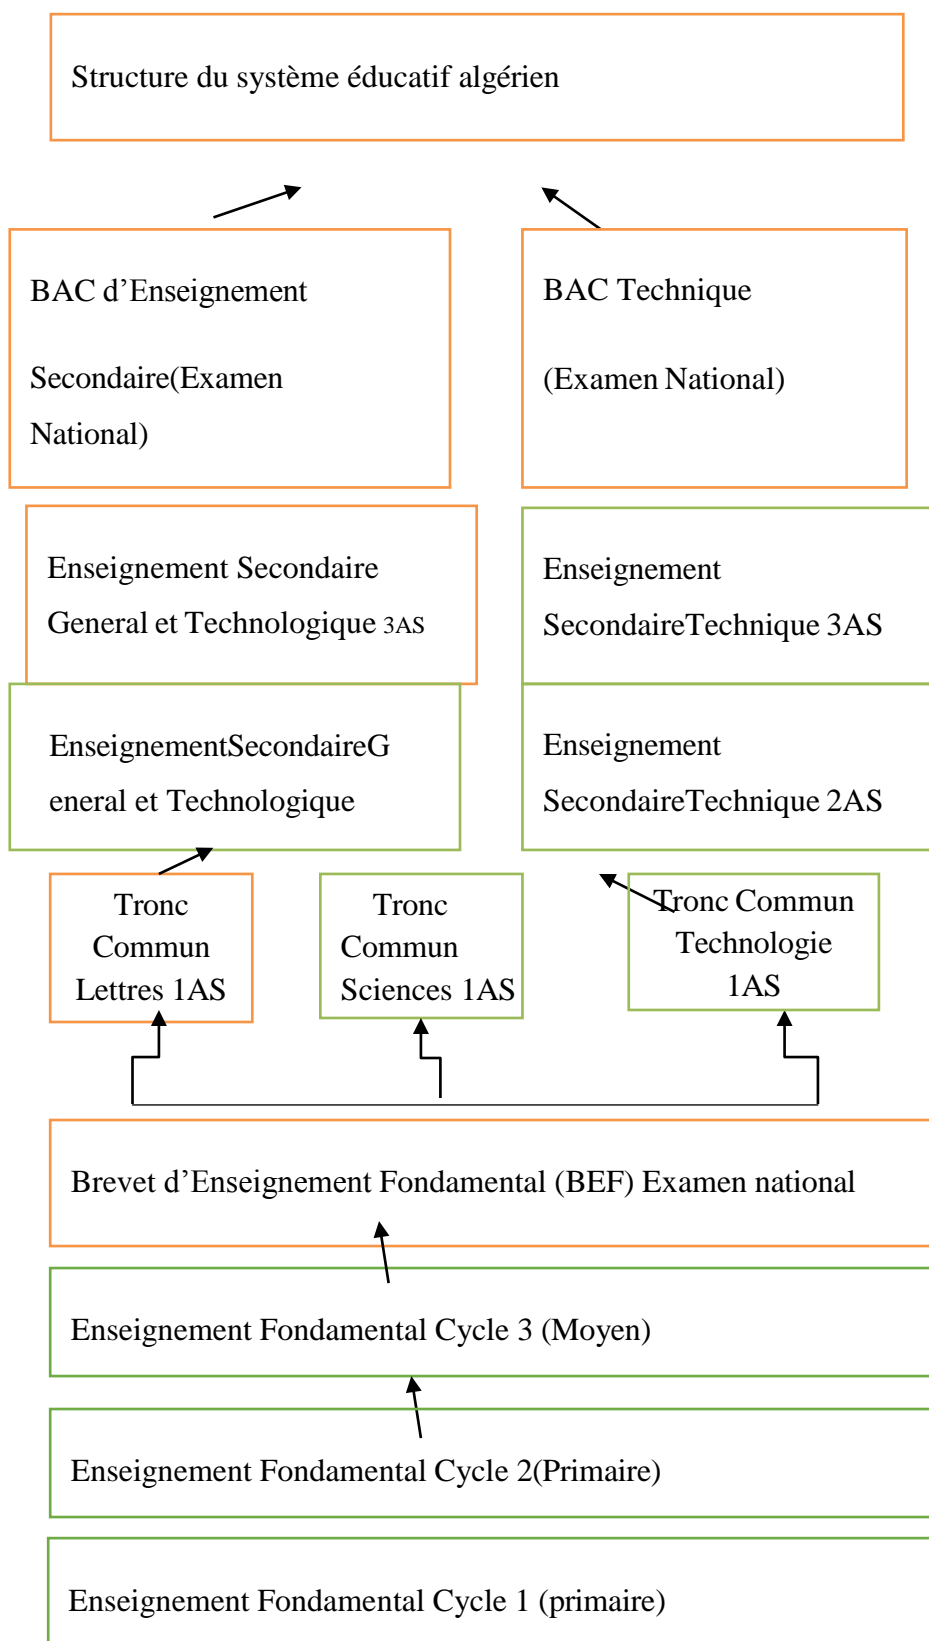 Structure du système éducatif algérien
BAC d’Enseignement
Secondaire(Examen
National)
BAC Technique
(Examen National)
Enseignement Secondaire
General et Technologique 3AS
Enseignement
SecondaireTechnique 3AS
EnseignementSecondaireG
eneral et Technologique
Enseignement
SecondaireTechnique 2AS
Tronc
Commun
Lettres 1AS
Tronc
Commun
Sciences 1AS
Tronc Commun
Technologie
1AS
Brevet d’Enseignement Fondamental (BEF) Examen national
Enseignement Fondamental Cycle 3 (Moyen)
Enseignement Fondamental Cycle 2(Primaire)
Enseignement Fondamental Cycle 1 (primaire)